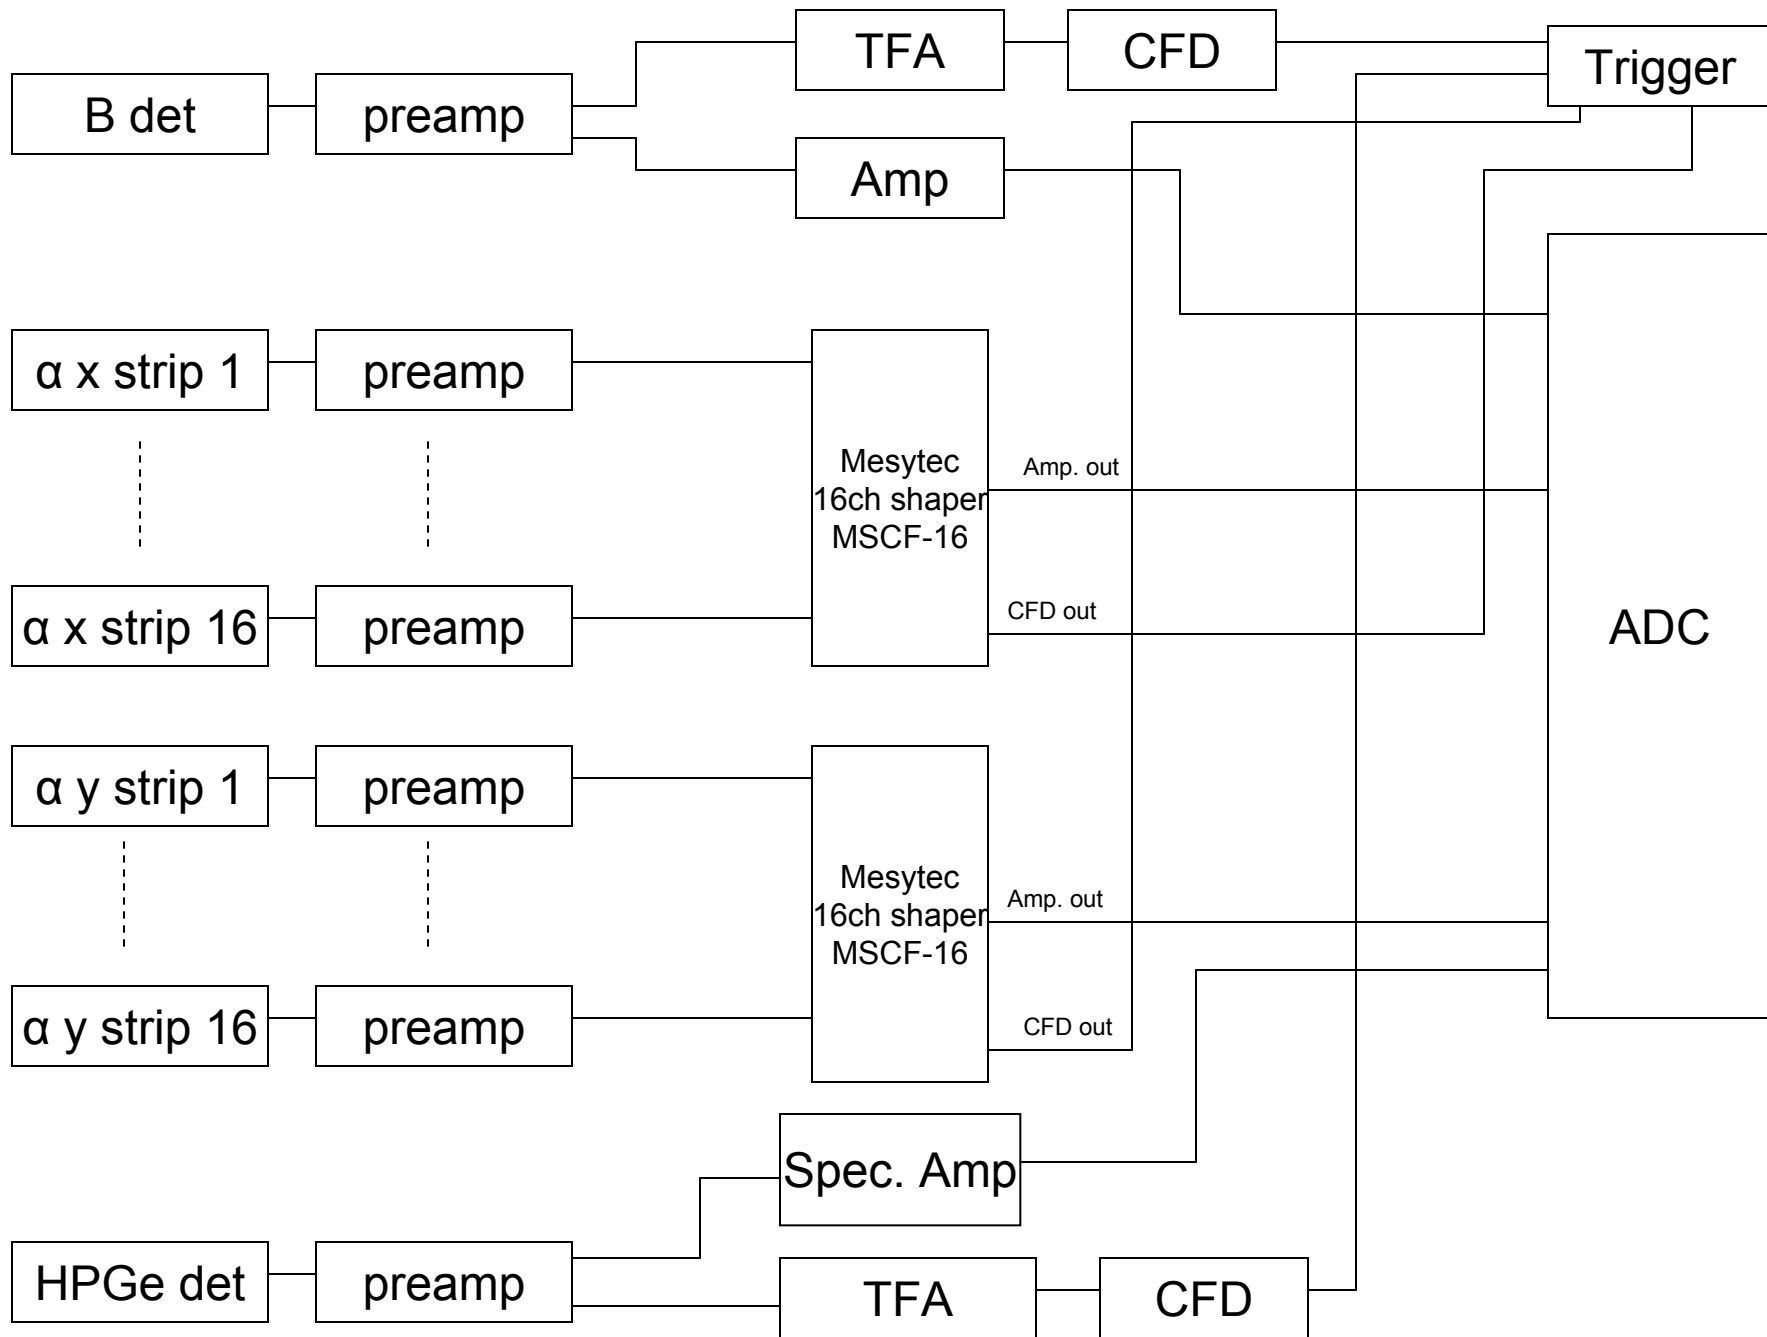 TFA
CFD
Trigger
B det
preamp
Amp
α x strip 1
preamp
Mesytec
16ch shaper
MSCF-16
Amp. out
CFD out
α x strip 16
preamp
ADC
α y strip 1
preamp
Mesytec
16ch shaper
MSCF-16
Amp. out
CFD out
α y strip 16
preamp
Spec. Amp
HPGe det
preamp
TFA
CFD